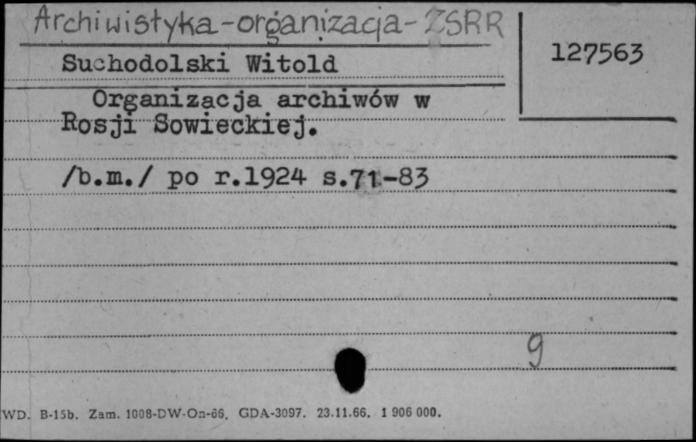 Archiwistyka-organizacja-ZSRR
127563
Suchodolski Witold
Organizacja archiwów w
Rosji Sowieckiej.
/b.m./ po r.1924 s.71-83
9
WD. B-15b. Zam. 1008-DW-On-66. GDA-3097. 23.11.66. 1 906 000.